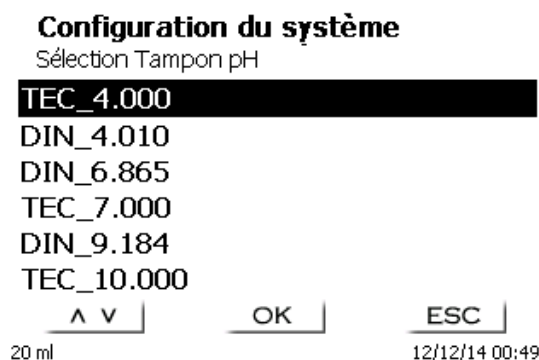 Configuration du système
Sélection Tampon pH
TEC_4.000
DIN_4.010
DIN_6.865
TEC_7.000
DIN_9.184
TEC_10.000
∧ ∨ OK ESC
20 ml 12/12/14 00:49